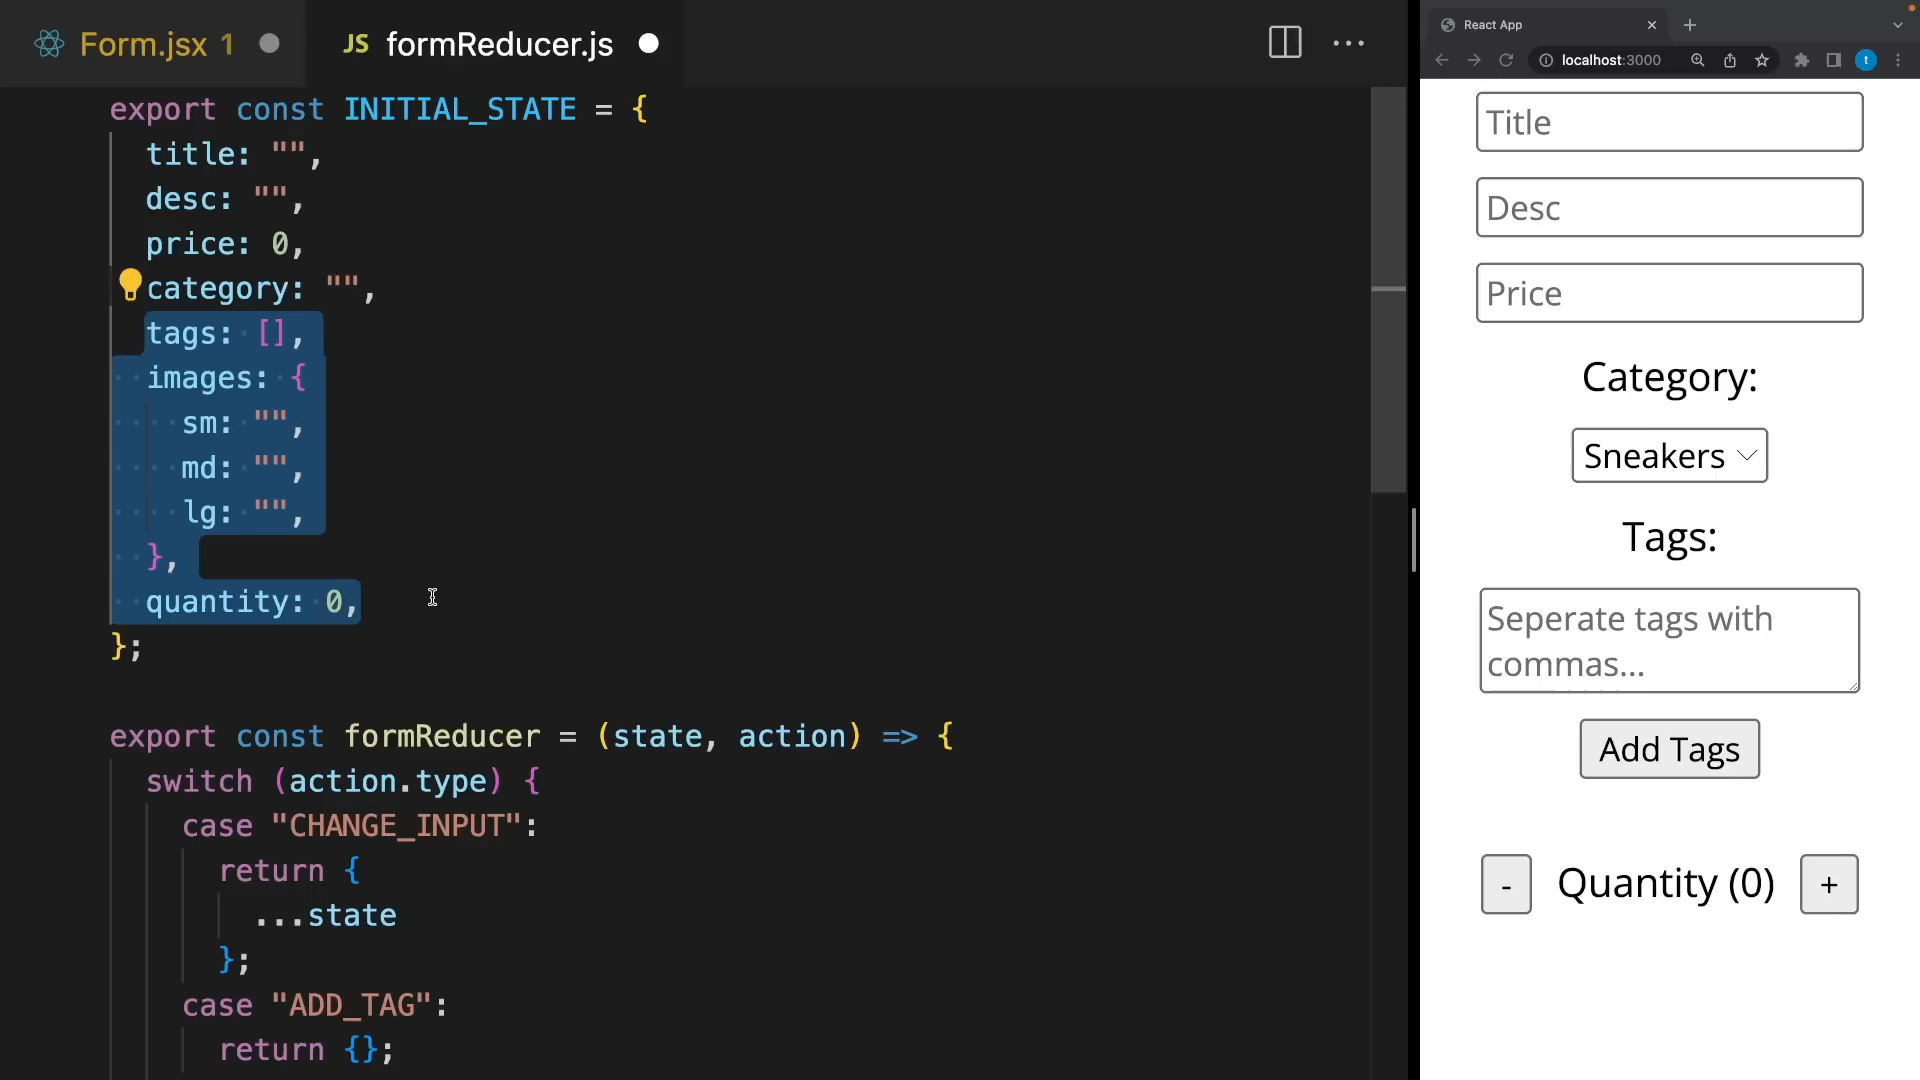 Form.jsx 1
JS formReducer.js
export const INITIAL_STATE = {
title: "",
desc: "",
price: 0,
category: "",
tags: [],
images: {
sm: "",
md: "",
lg: "",
},
quantity: 0,
};
export const formReducer = (state, action) => {
switch (action.type) {
case "CHANGE_INPUT":
return {
...state
};
case "ADD_TAG":
return {};
React App
localhost:3000
t
Title
Desc
Price
Category:
Sneakers
Tags:
Seperate tags with
commas...
Add Tags
- Quantity (0) +